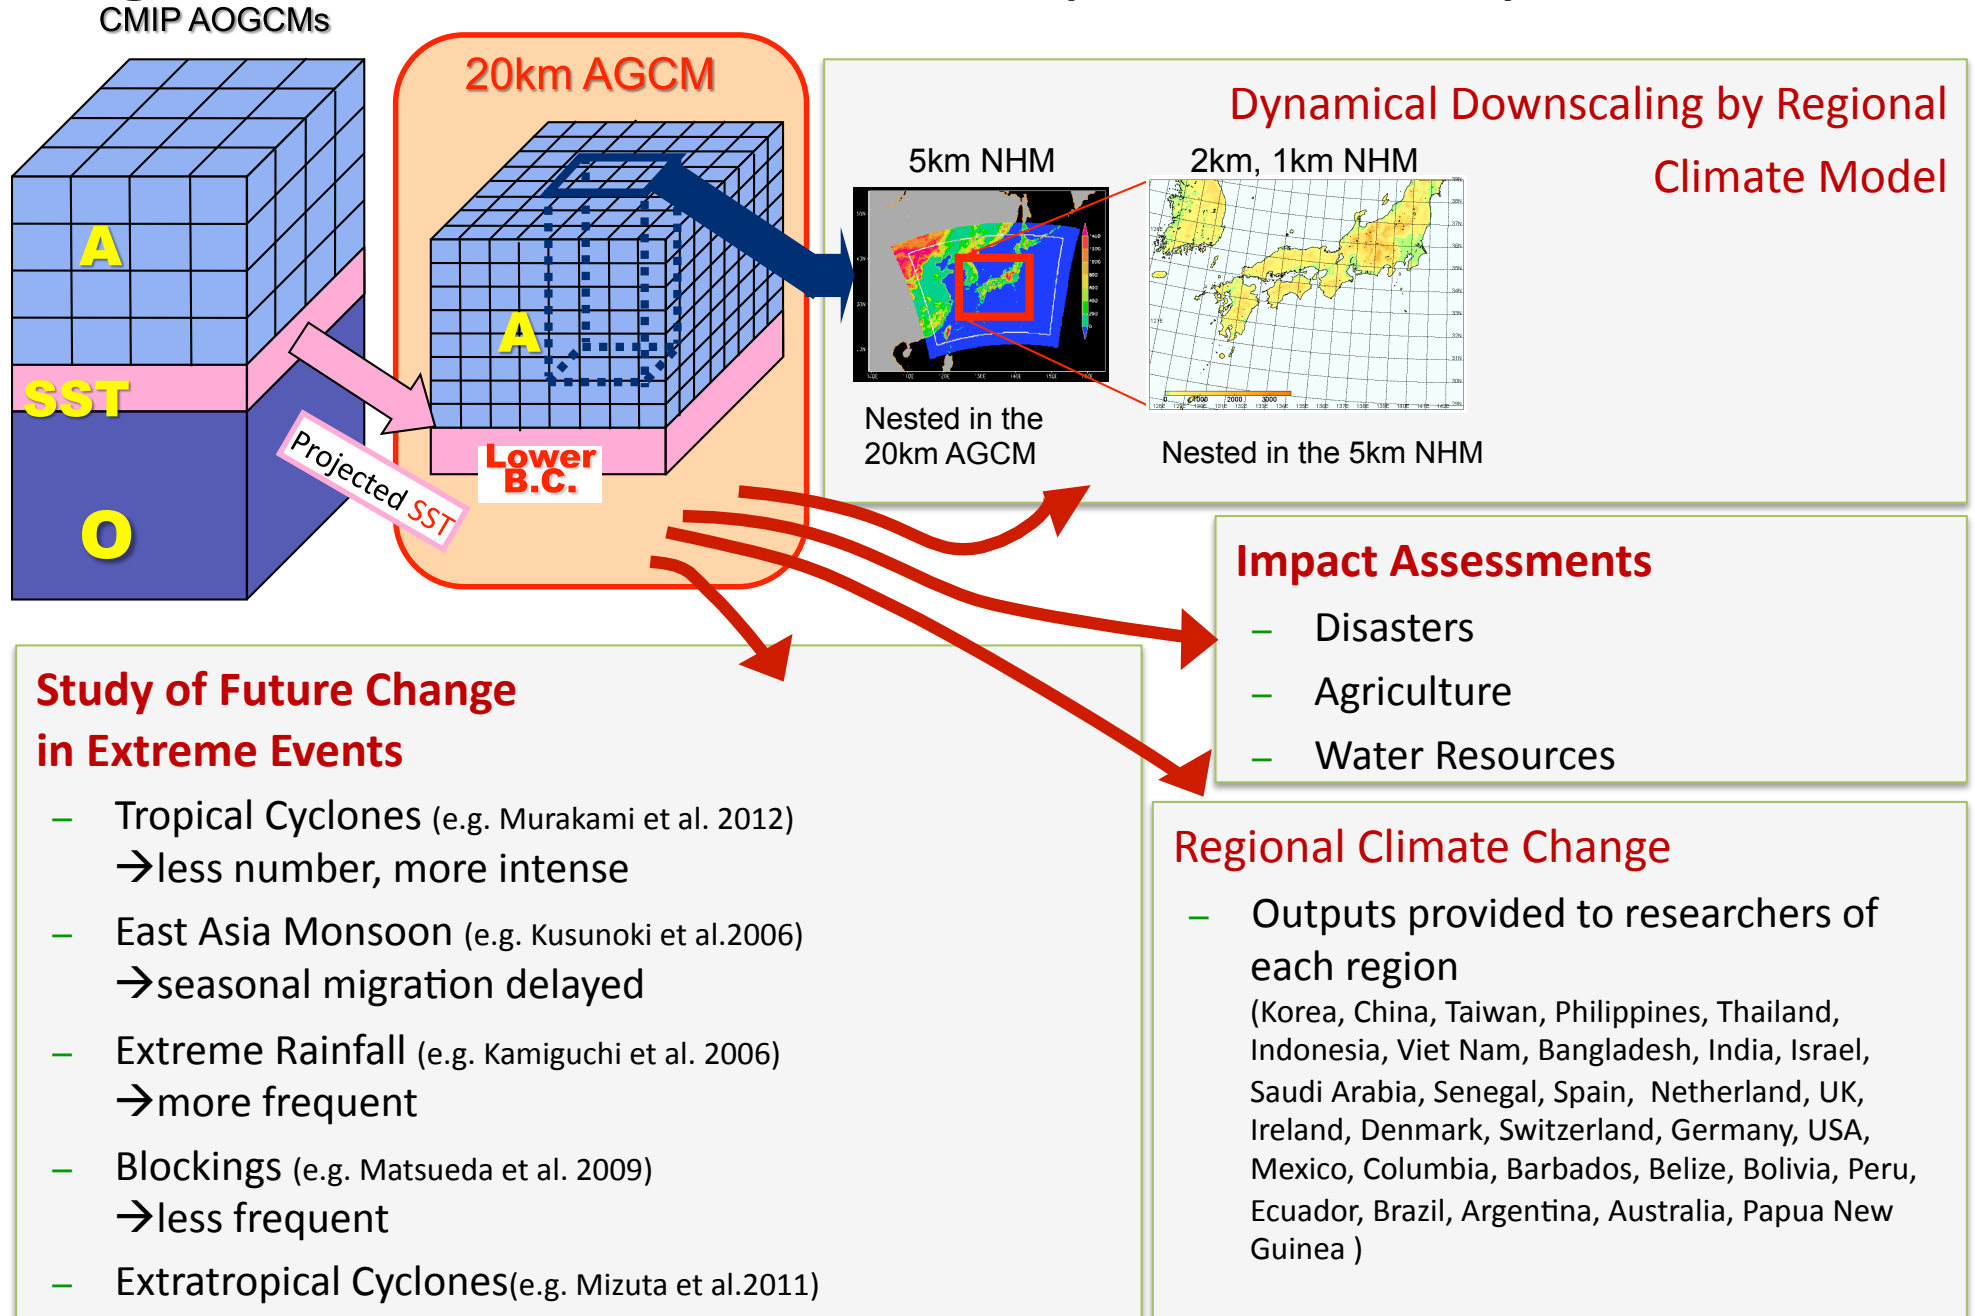 CMIP AOGCMs
A
SST
O
Projected SST
20km AGCM
A
Lower
B.C.
Dynamical Downscaling by Regional
Climate Model
5km NHM
2km, 1km NHM
Nested in the
20km AGCM
Nested in the 5km NHM
Impact Assessments
– Disasters
– Agriculture
– Water Resources
Study of Future Change
in Extreme Events
– Tropical Cyclones (e.g. Murakami et al. 2012)
→less number, more intense
– East Asia Monsoon (e.g. Kusunoki et al.2006)
→seasonal migration delayed
– Extreme Rainfall (e.g. Kamiguchi et al. 2006)
→more frequent
– Blockings (e.g. Matsueda et al. 2009)
→less frequent
– Extratropical Cyclones(e.g. Mizuta et al.2011)
Regional Climate Change
– Outputs provided to researchers of
each region
(Korea, China, Taiwan, Philippines, Thailand,
Indonesia, Viet Nam, Bangladesh, India, Israel,
Saudi Arabia, Senegal, Spain, Netherland, UK,
Ireland, Denmark, Switzerland, Germany, USA,
Mexico, Columbia, Barbados, Belize, Bolivia, Peru,
Ecuador, Brazil, Argentina, Australia, Papua New
Guinea )